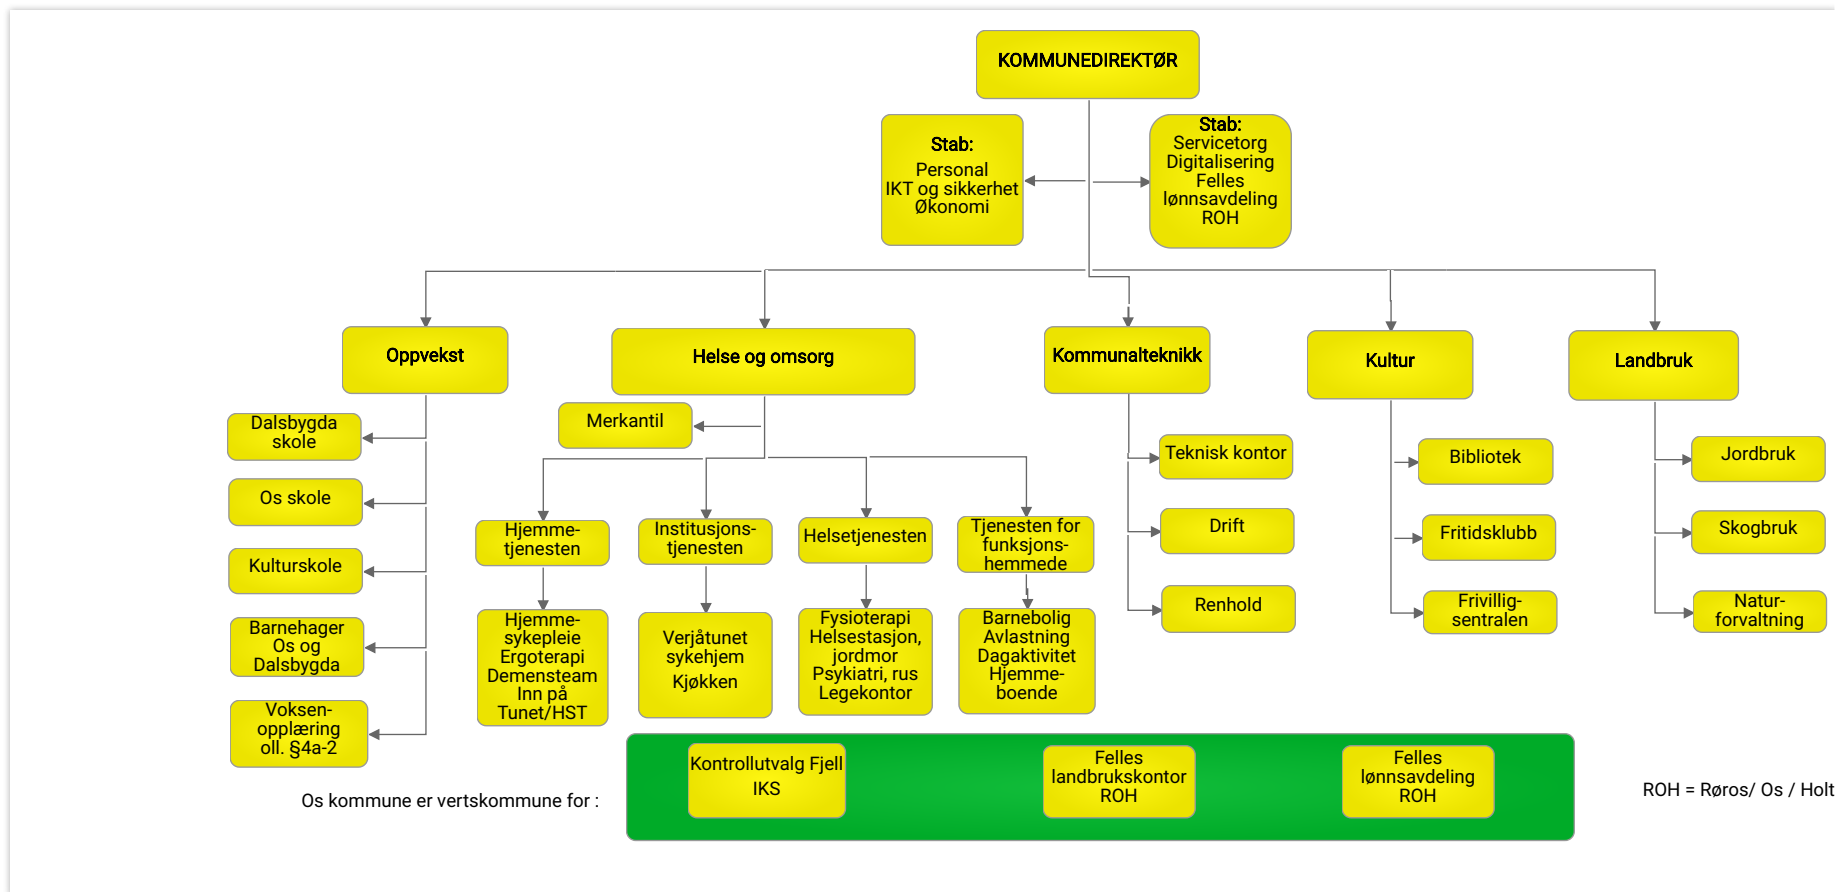 KOMMUNEDIREKTØR
Stab:
Personal
IKT og sikkerhet
Økonomi
Stab:
Servicetorg
Digitalisering
Felles
lønnsavdeling
ROH
Oppvekst
Helse og omsorg
Kommunalteknikk
Kultur
Landbruk
Dalsbygda
skole
Os skole
Kulturskole
Barnehager
Os og
Dalsbygda
Voksen-
opplæring
oll. §4a-2
Merkantil
Hjemme-
tjenesten
Institusjons-
tjenesten
Helsetjenesten
Tjenesten for
funksjons-
hemmede
Hjemme-
sykepleie
Ergoterapi
Demensteam
Inn på
Tunet/HST
Verjåtunet
sykehjem
Kjøkken
Fysioterapi
Helsestasjon,
jordmor
Psykiatri, rus
Legekontor
Barnebolig
Avlastning
Dagaktivitet
Hjemme-
boende
Teknisk kontor
Drift
Renhold
Bibliotek
Fritidsklubb
Frivillig-
sentralen
Jordbruk
Skogbruk
Natur-
forvaltning
Os kommune er vertskommune for :
Kontrollutvalg Fjell
IKS
Felles
landbrukskontor
ROH
Felles
lønnsavdeling
ROH
ROH = Røros/ Os / Holt